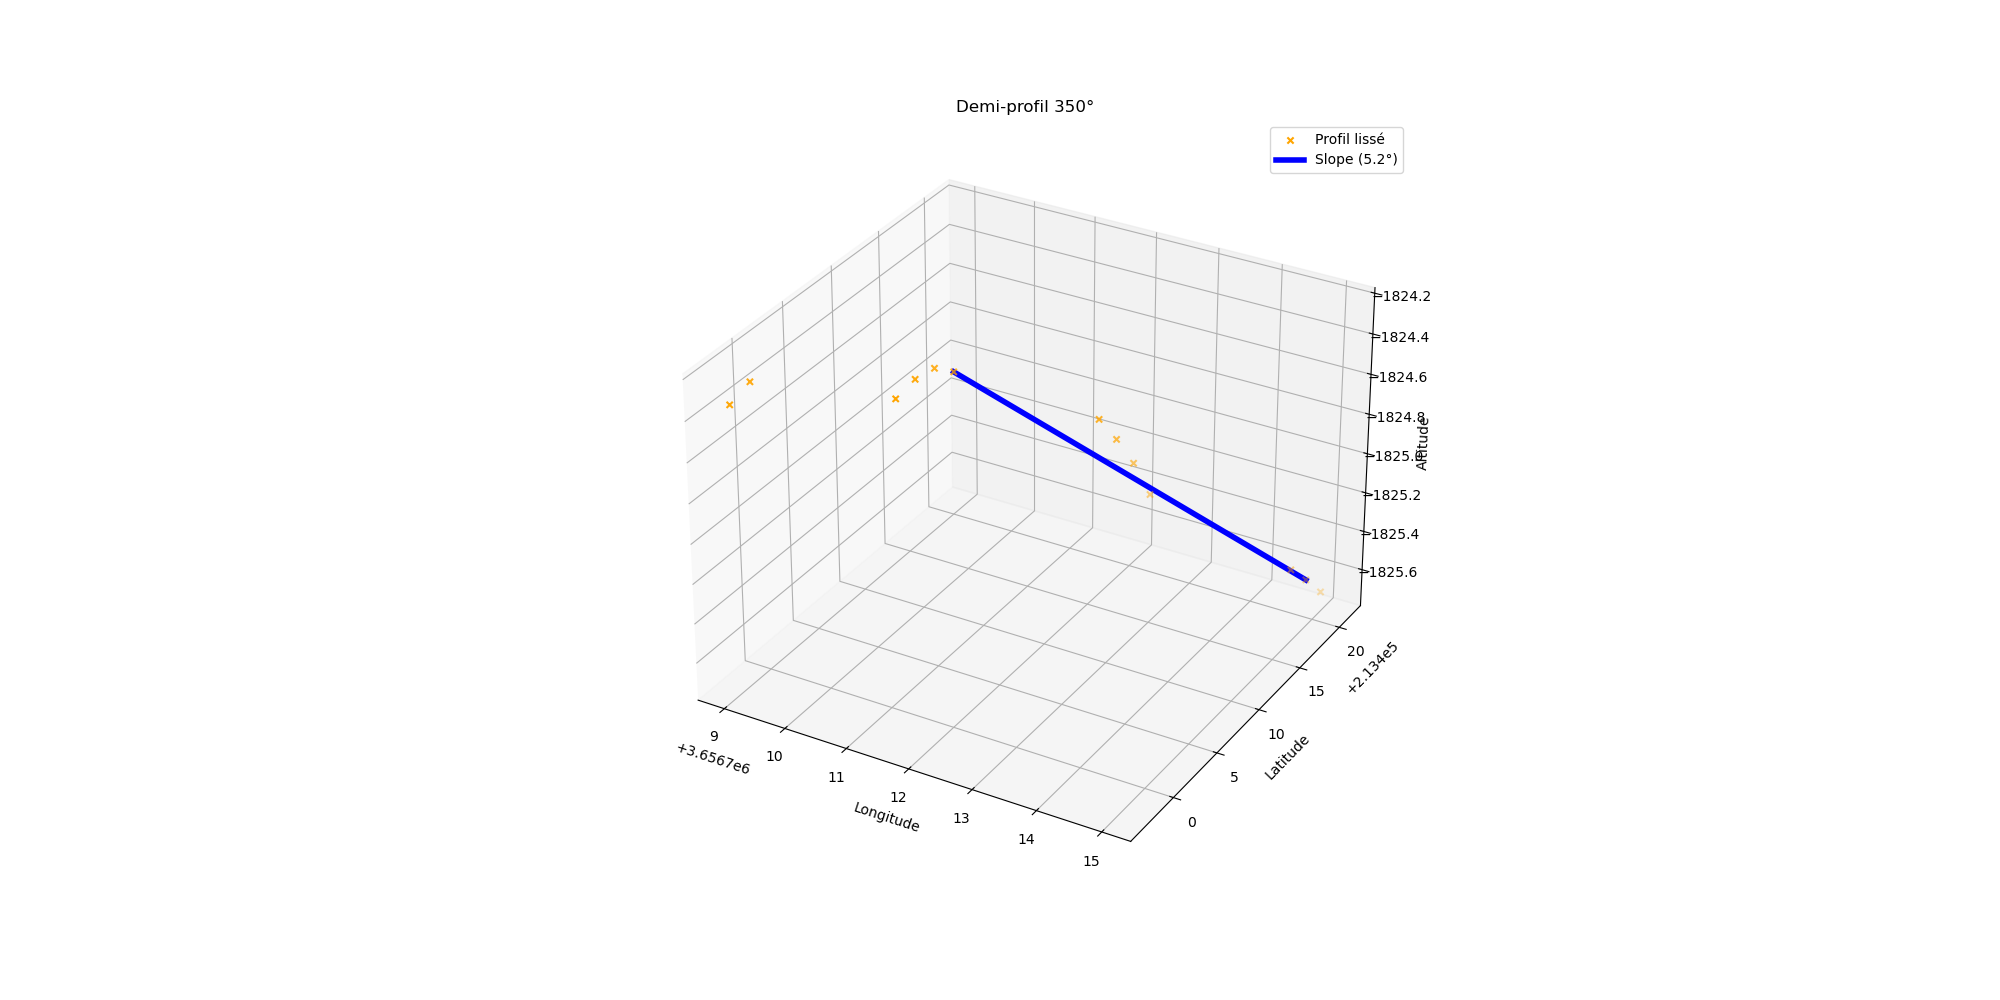 Demi-profil 350°
Profil lissé
Slope (5.2°)
−1824.2
−1824.4
−1824.6
−1824.8
−1825.0
−1825.2
−1825.4
−1825.6
Altitude
20
15
10
5
0
+2.134e5
Latitude
9
10
11
12
13
14
15
+3.6567e6
Longitude